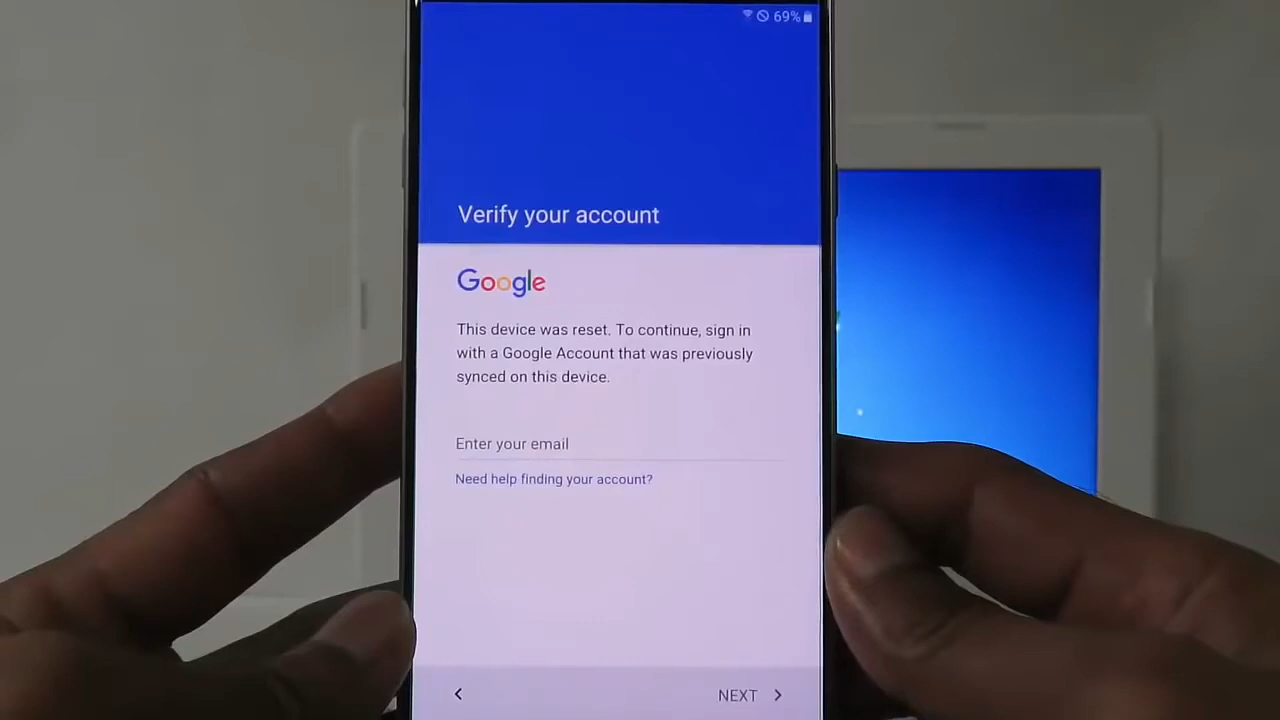 69%
Verify your account
Google
This device was reset. To continue, sign in
with a Google Account that was previously
synced on this device.
Enter your email
Need help finding your account?
NEXT